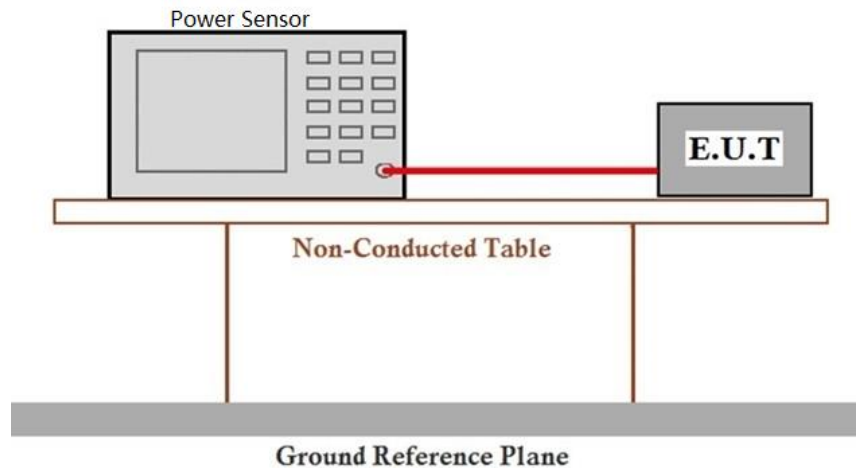 Power Sensor
E.U.T
Non-Conducted Table
Ground Reference Plane